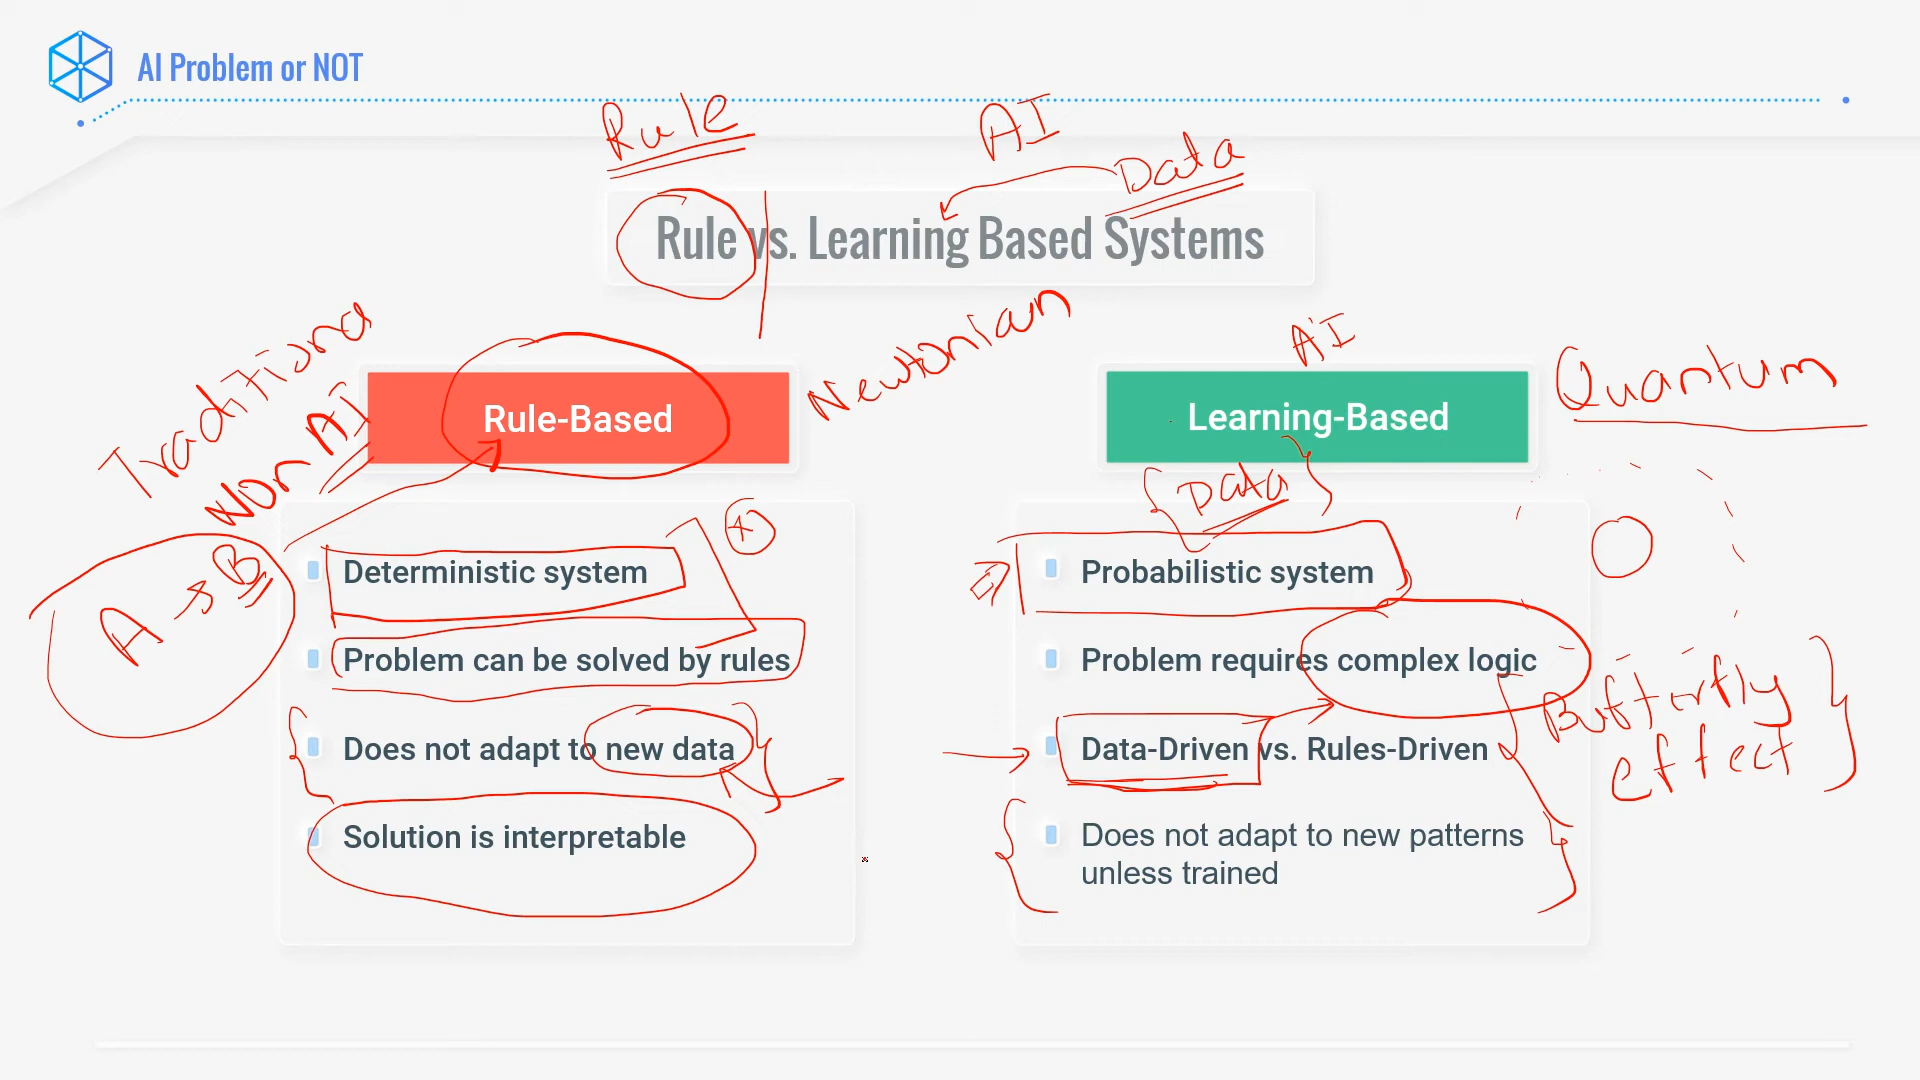 AI Problem or NOT
Rule
AI
Data
Rule vs. Learning Based Systems
Traditiona
Non AI
Rule-Based
Newtonian
A → B
Deterministic system
Problem can be solved by rules
Does not adapt to new data
Solution is interpretable
AI
Learning-Based
Quantum
{Data}
Probabilistic system
Problem requires complex logic
Data-Driven vs. Rules-Driven
Does not adapt to new patterns
unless trained
Butterfly
effect